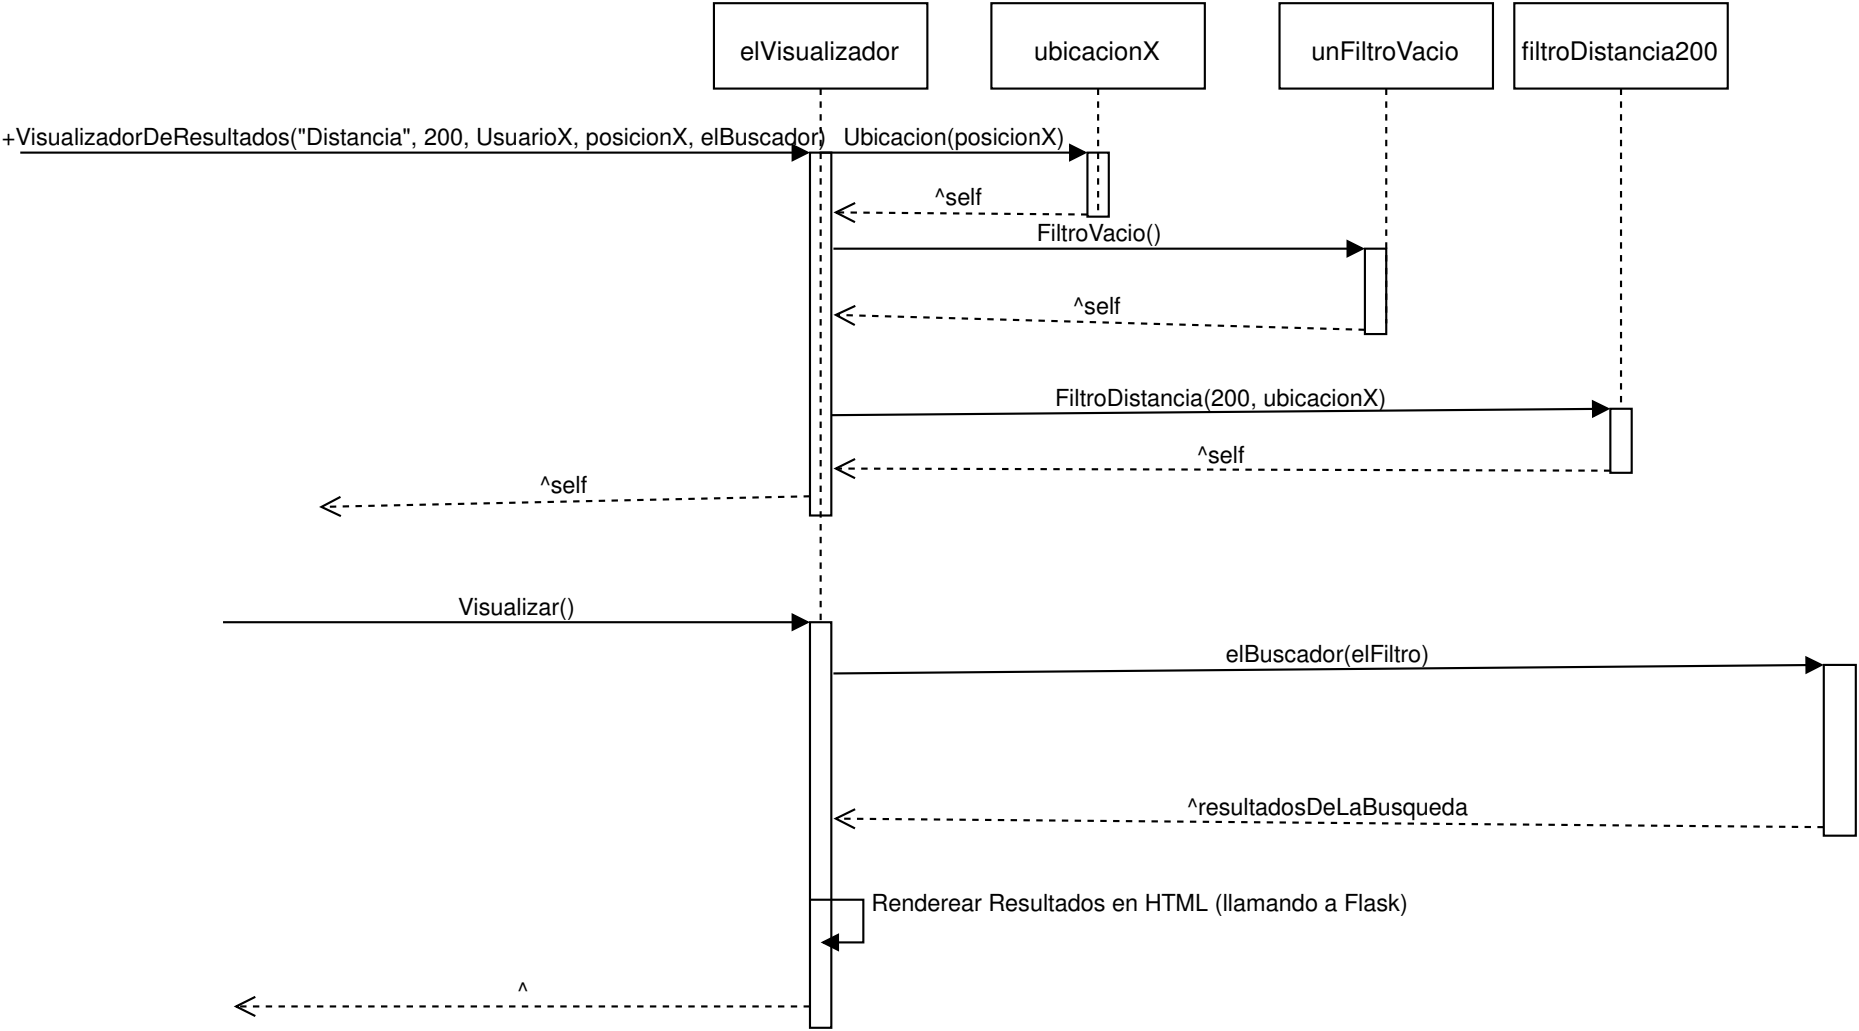 elVisualizador
ubicacionX
unFiltroVacio
filtroDistancia200
+VisualizadorDeResultados("Distancia", 200, UsuarioX, posicionX, elBuscador)
Ubicacion(posicionX)
^self
FiltroVacio()
^self
FiltroDistancia(200, ubicacionX)
^self
^self
Visualizar()
elBuscador(elFiltro)
^resultadosDeLaBusqueda
Renderear Resultados en HTML (llamando a Flask)
^